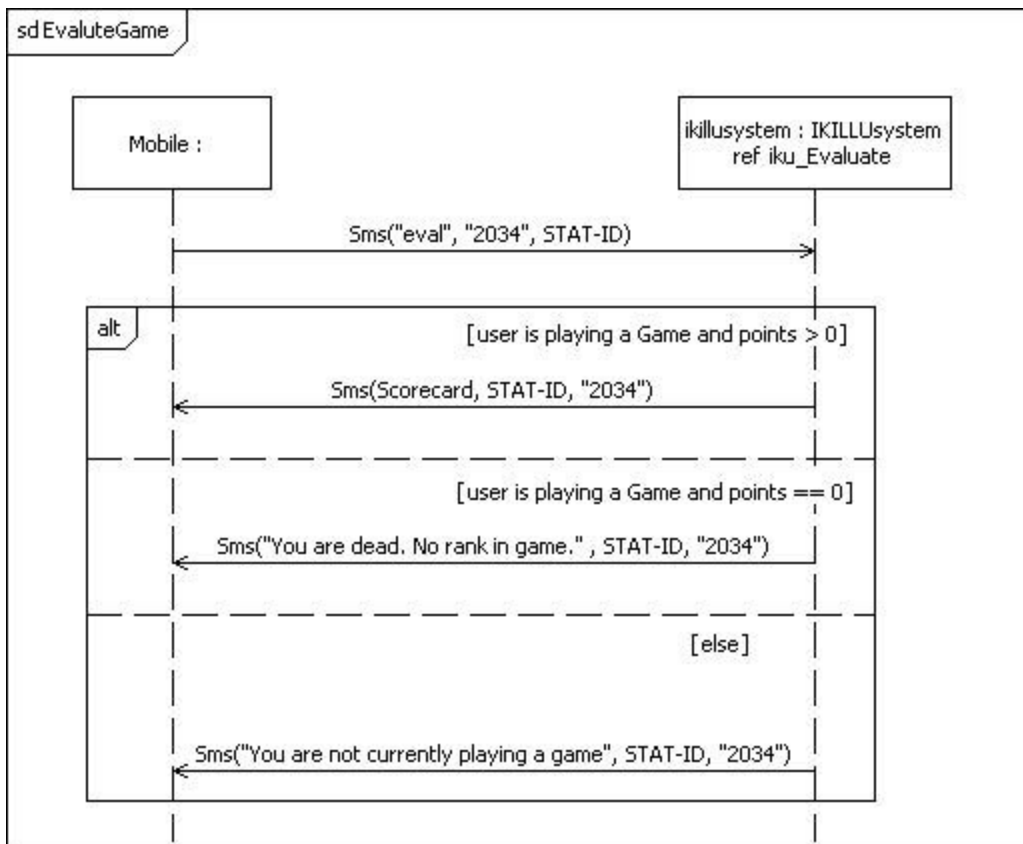 sd EvaluteGame
Mobile :
ikillusystem : IKILLUsystem
ref iku_Evaluate
Sms("eval", "2034", STAT-ID)
alt
[user is playing a Game and points > 0]
Sms(Scorecard, STAT-ID, "2034")
[user is playing a Game and points == 0]
Sms("You are dead. No rank in game." , STAT-ID, "2034")
[else]
Sms("You are not currently playing a game", STAT-ID, "2034")